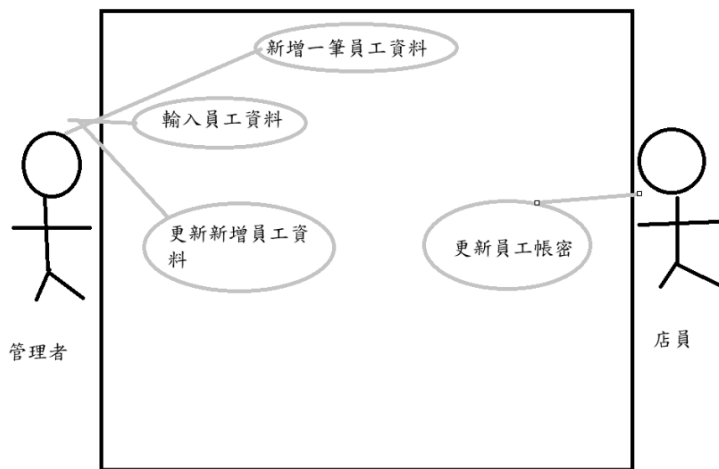 新增一筆員工資料
輸入員工資料
更新新增員工資
料
更新員工帳密
管理者
店員